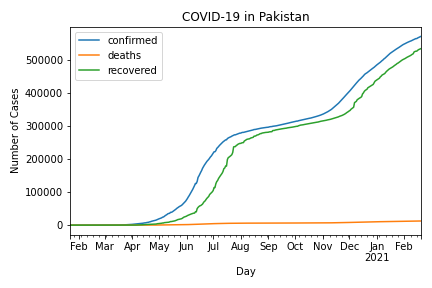 COVID-19 in Pakistan
confirmed
deaths
recovered
Number of Cases
500000
400000
300000
200000
100000
0
Feb Mar Apr May Jun Jul Aug Sep Oct Nov Dec Jan Feb
2021
Day